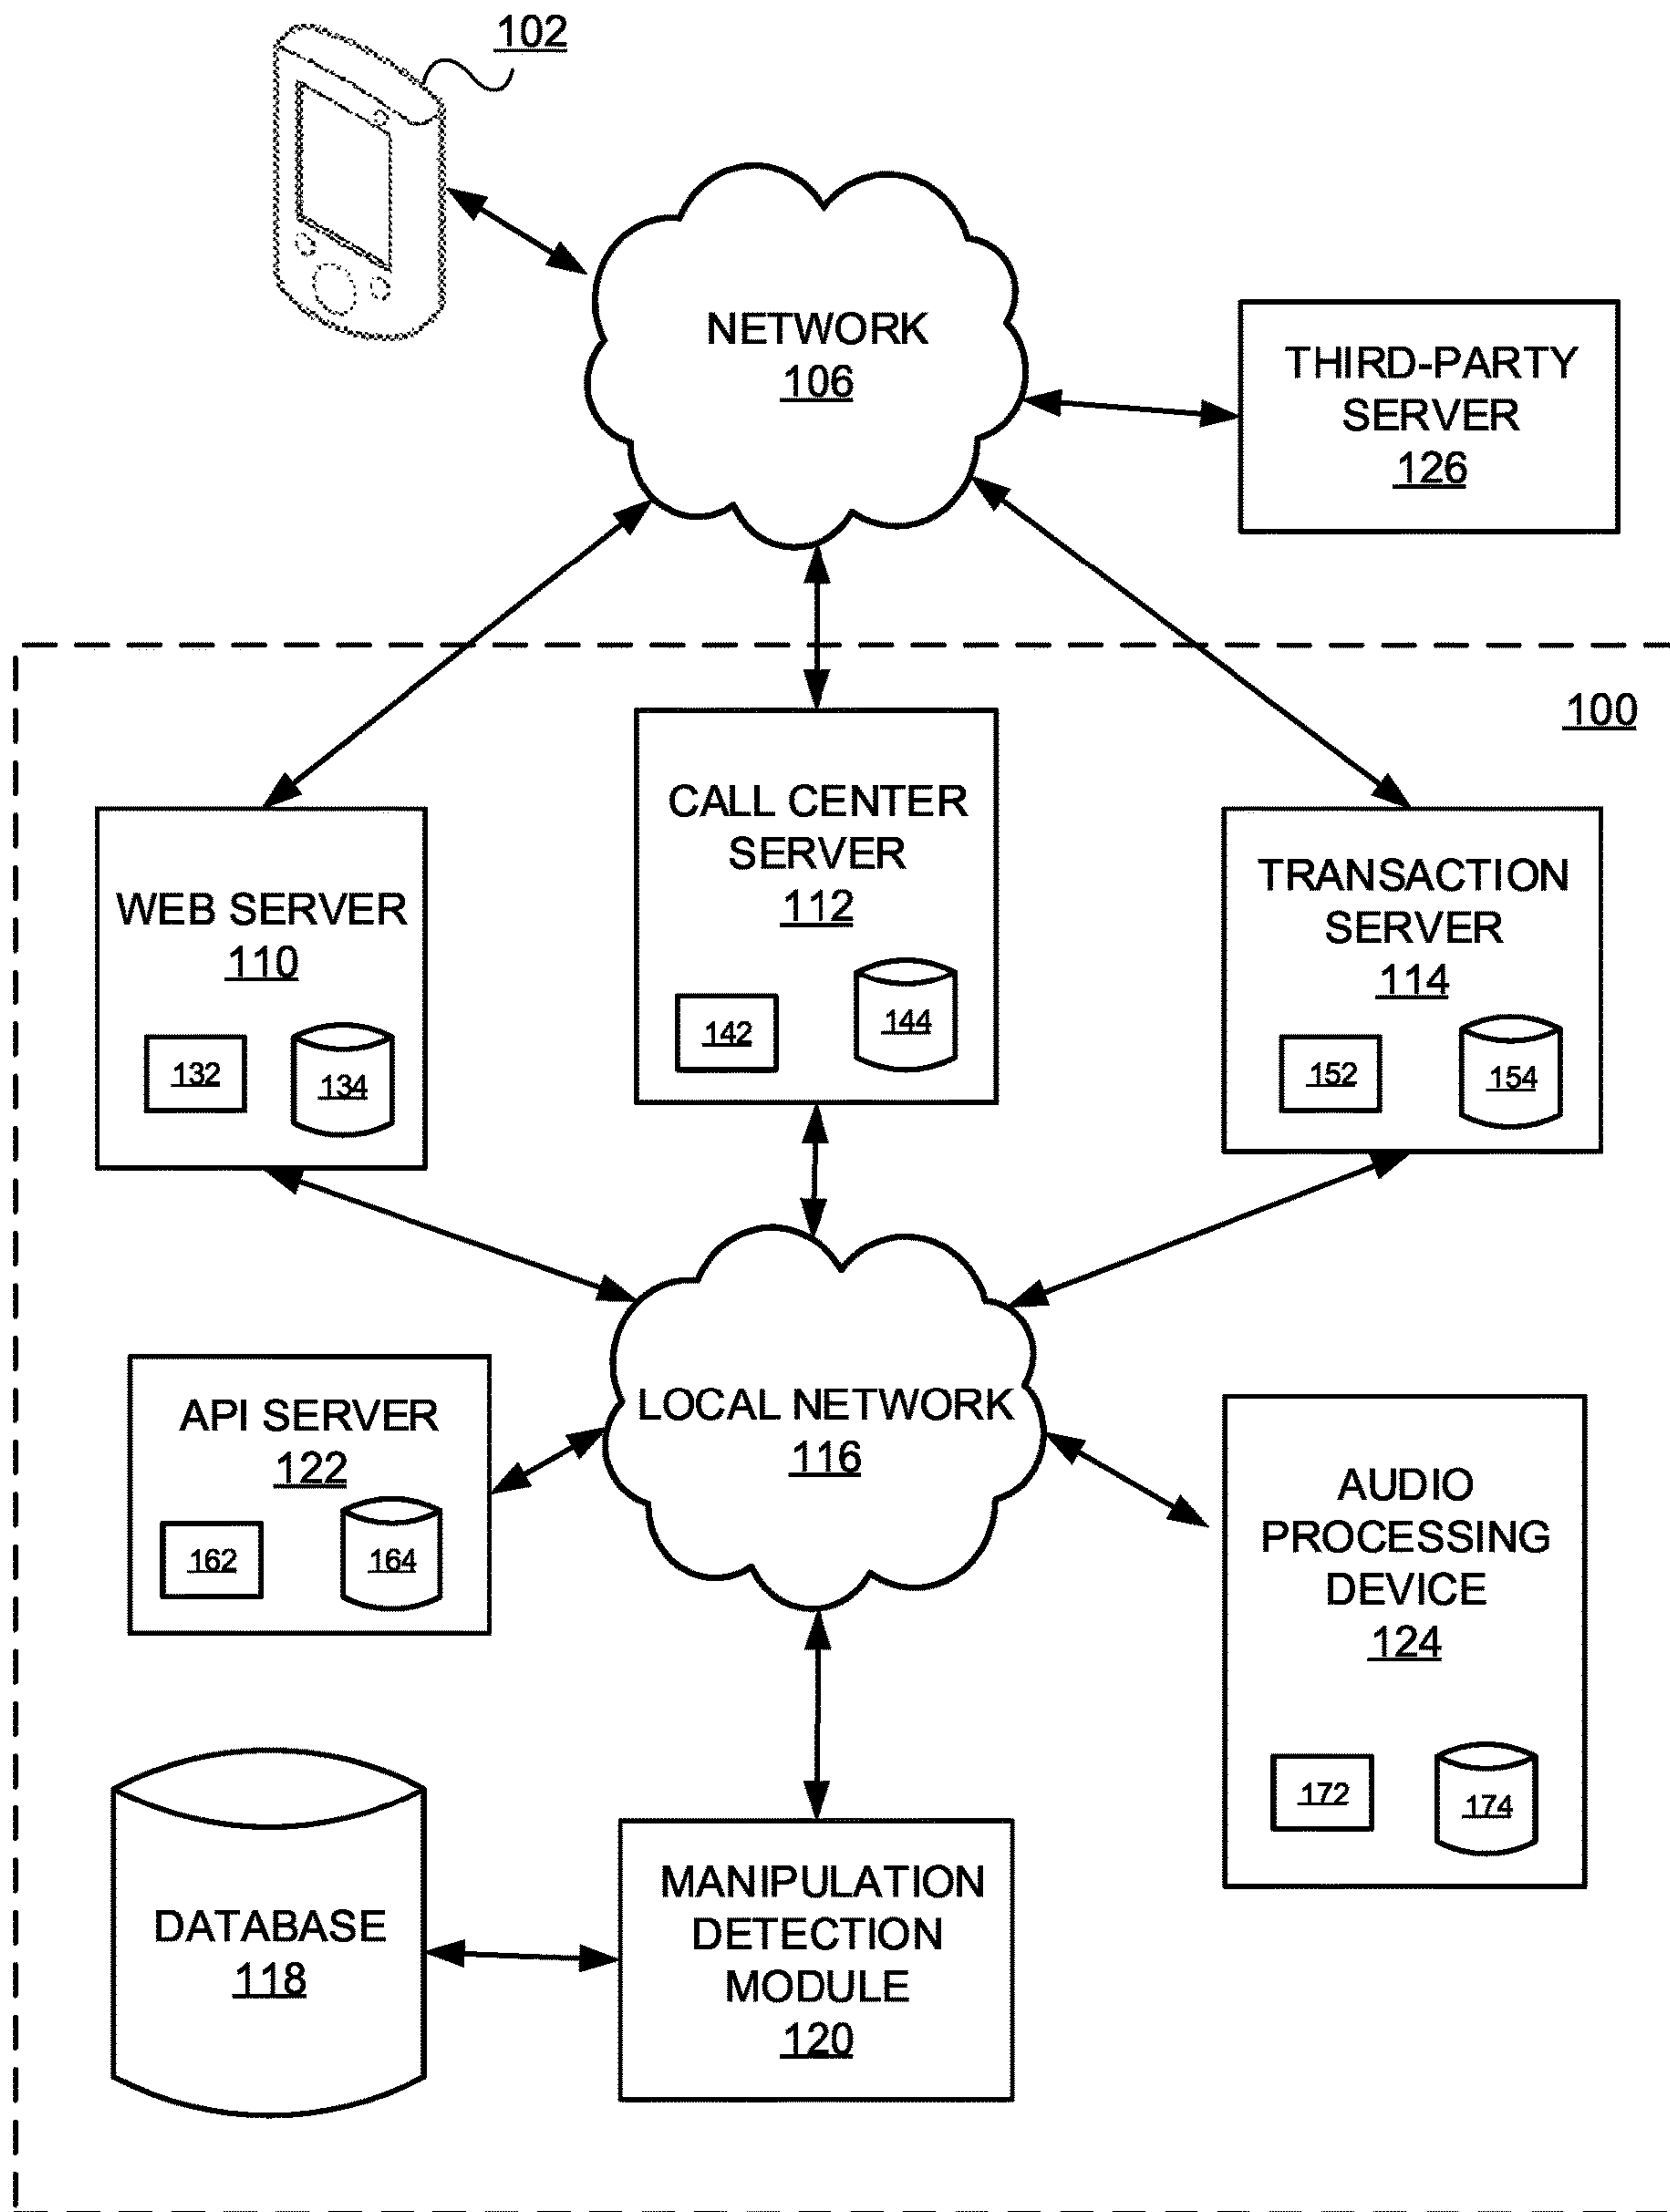 102
NETWORK
106
THIRD-PARTY
SERVER
126
100
WEB SERVER
110
132
134
CALL CENTER
SERVER
112
142
144
TRANSACTION
SERVER
114
152
154
LOCAL NETWORK
116
API SERVER
122
162
164
AUDIO
PROCESSING
DEVICE
124
172
174
DATABASE
118
MANIPULATION
DETECTION
MODULE
120